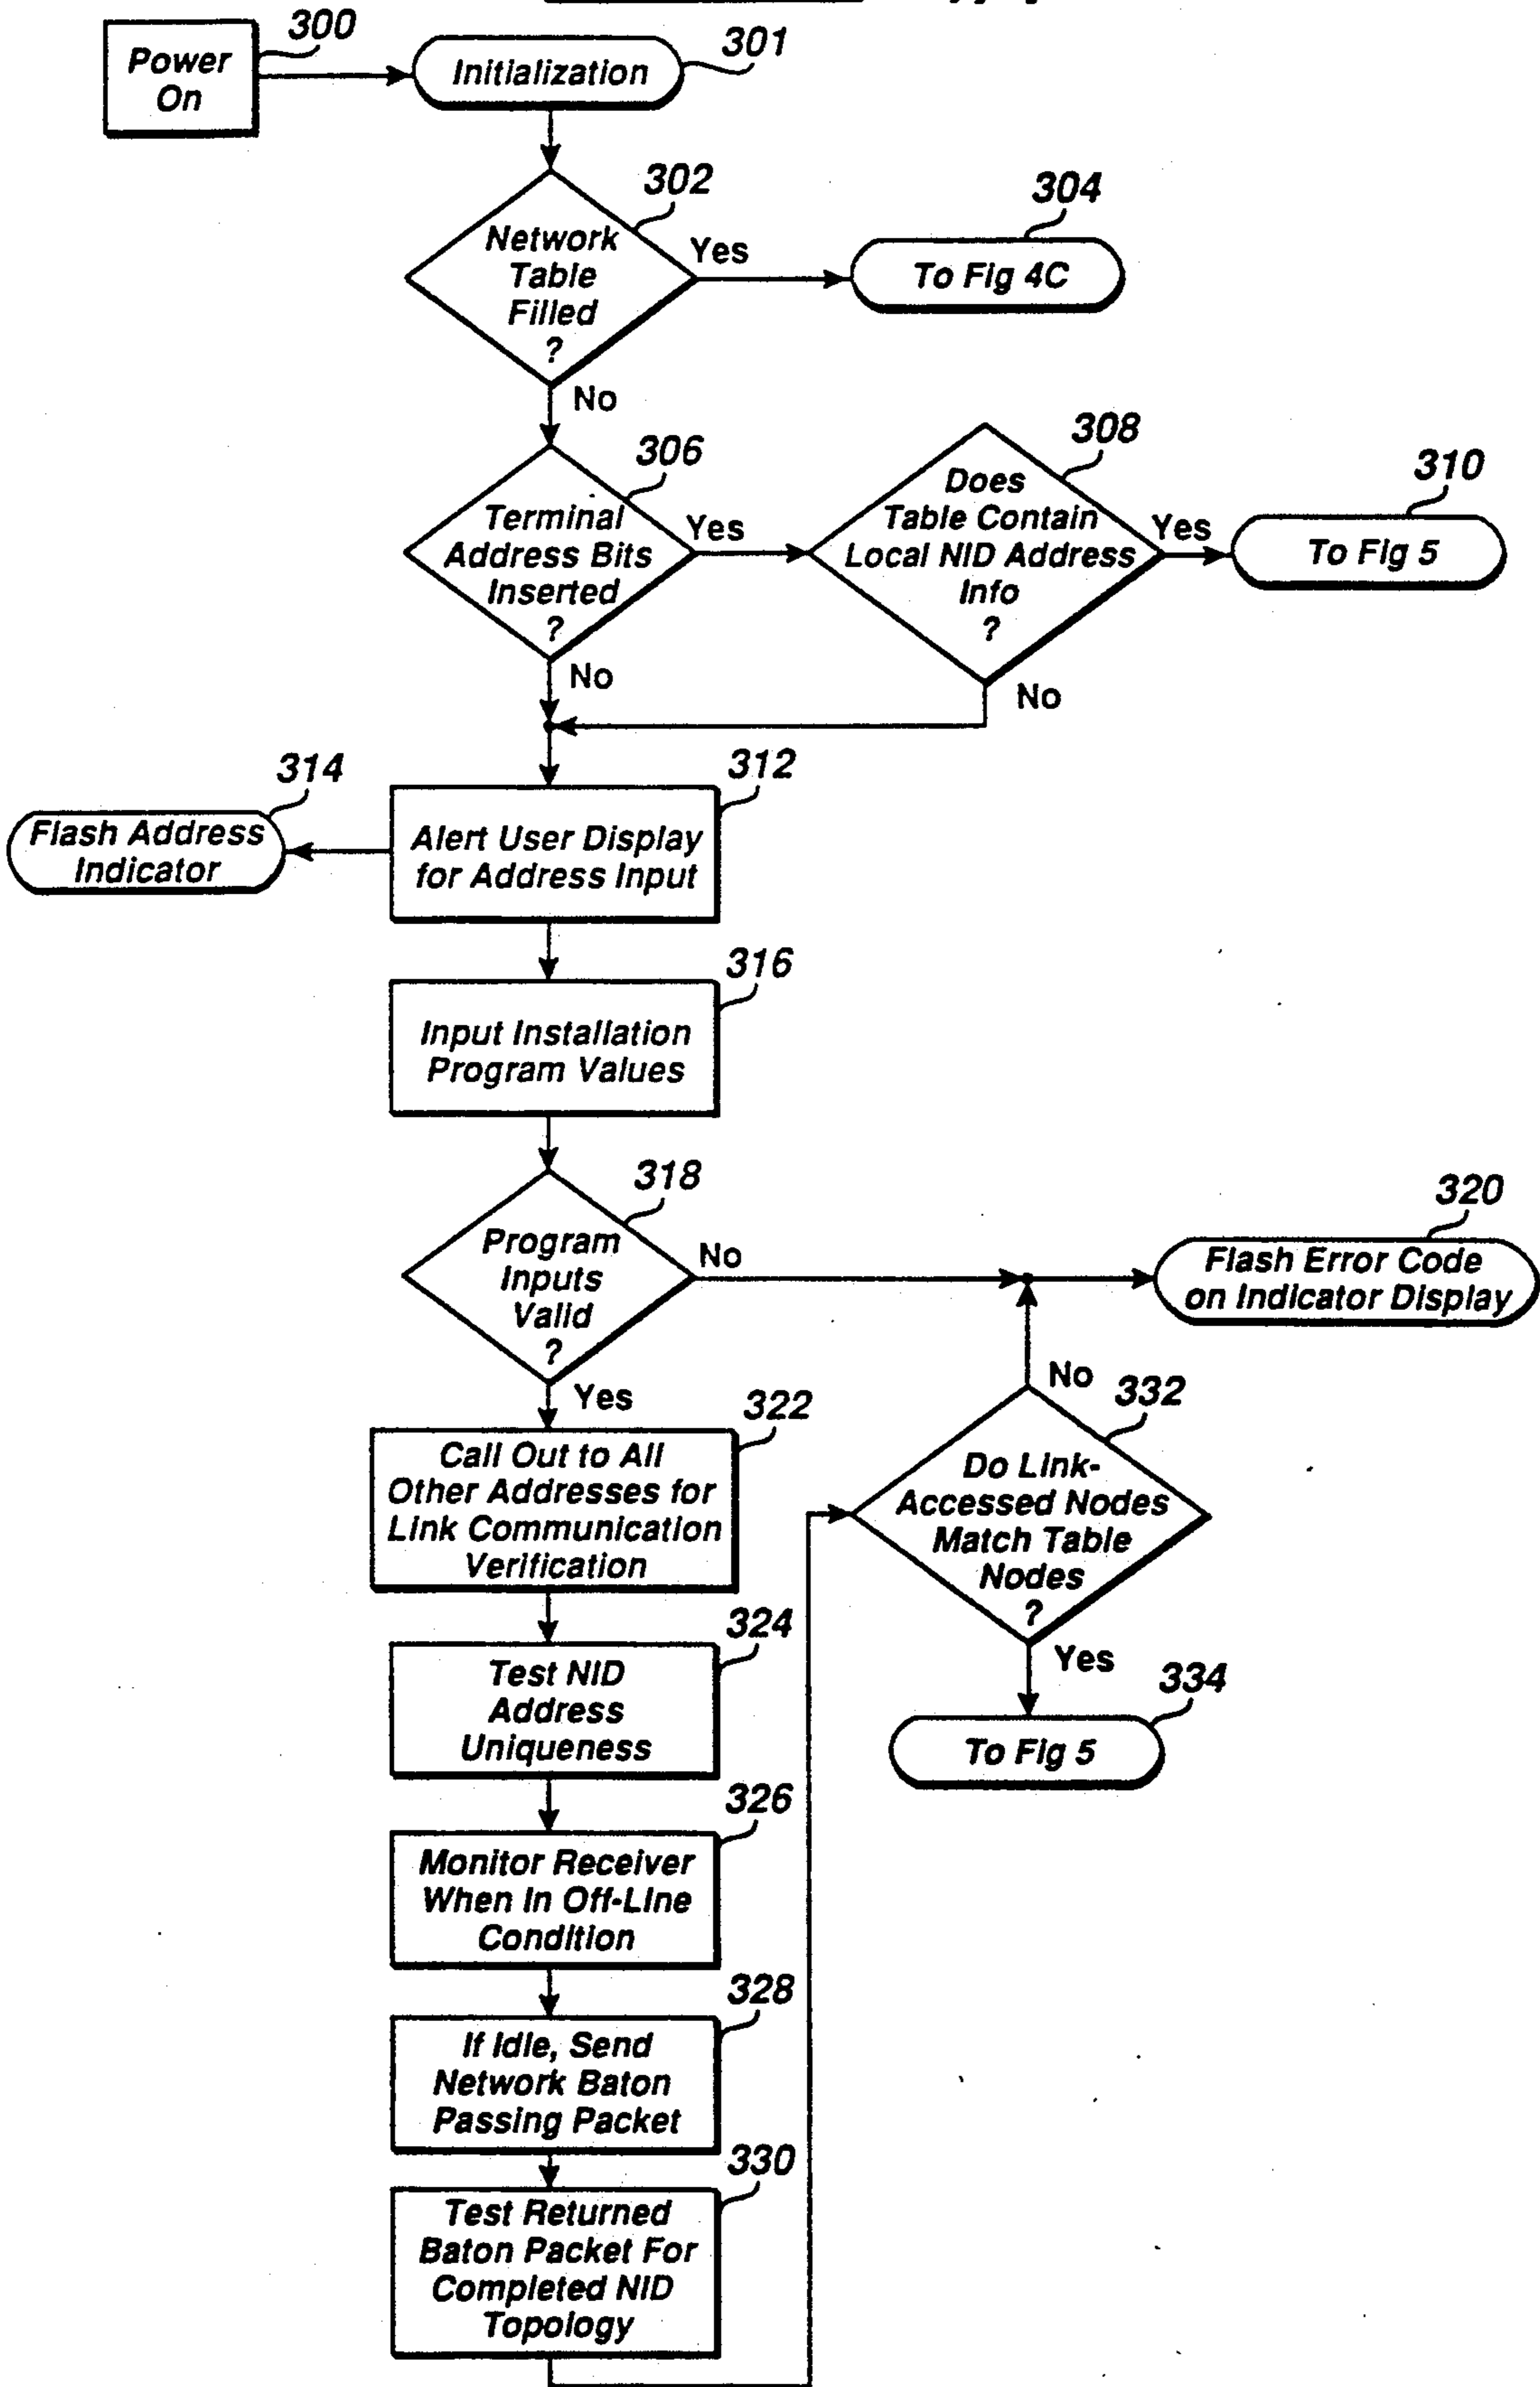 300
Power
On
Initialization
301
302
Network
Table
Filled
?
Yes
304
To Fig 4C
No
306
Terminal
Address Bits
Inserted
?
Yes
308
Does
Table Contain
Local NID Address
Info
?
Yes
310
To Fig 5
No
No
314
Flash Address
Indicator
312
Alert User Display
for Address Input
316
Input Installation
Program Values
318
Program
Inputs
Valid
?
No
320
Flash Error Code
on Indicator Display
Yes
No
332
Do Link-
Accessed Nodes
Match Table
Nodes
?
Yes
334
To Fig 5
322
Call Out to All
Other Addresses for
Link Communication
Verification
324
Test NID
Address
Uniqueness
326
Monitor Receiver
When In Off-Line
Condition
328
If Idle, Send
Network Baton
Passing Packet
330
Test Returned
Baton Packet For
Completed NID
Topology